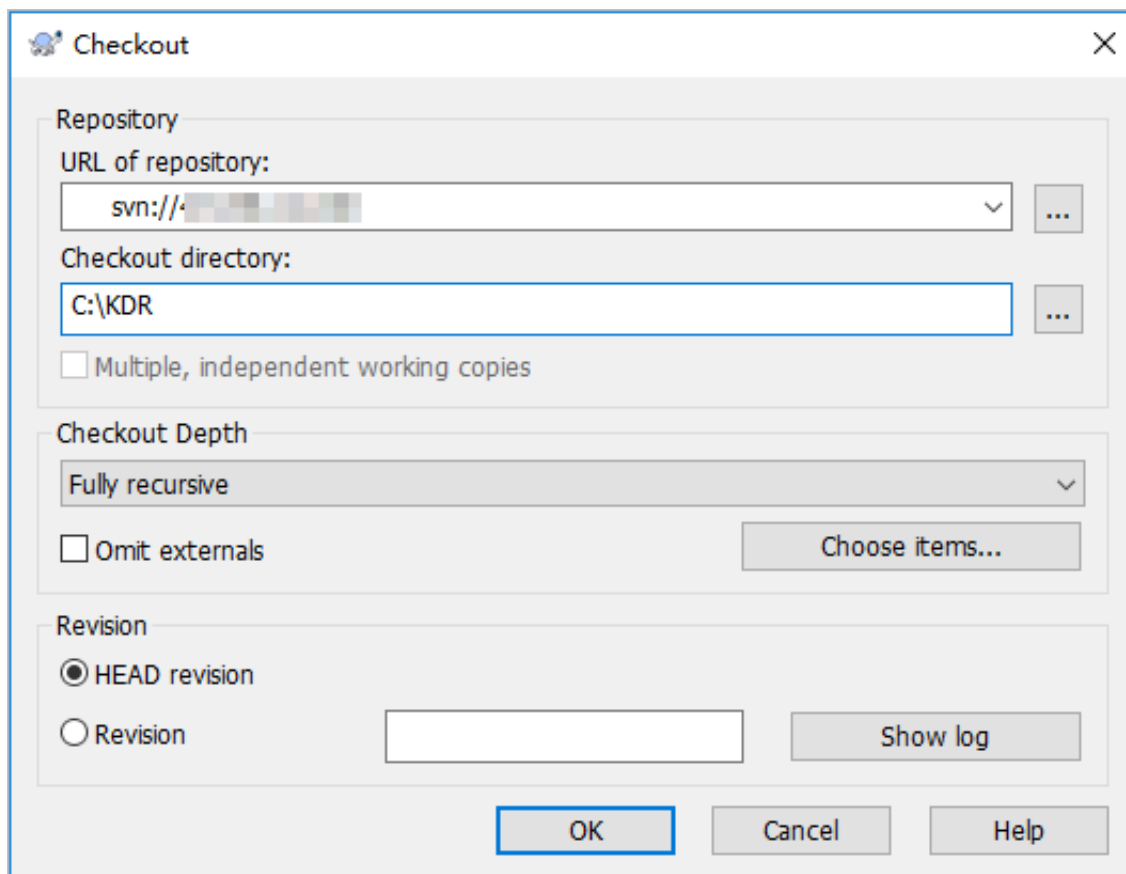 Checkout
Repository
URL of repository:
svn://
...
Checkout directory:
C:\KDR
...
Multiple, independent working copies
Checkout Depth
Fully recursive
Omit externals
Choose items...
Revision
HEAD revision
Revision
Show log
OK
Cancel
Help